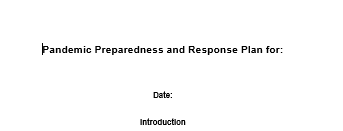 Pandemic Preparedness and Response Plan for:
Date:
Introduction